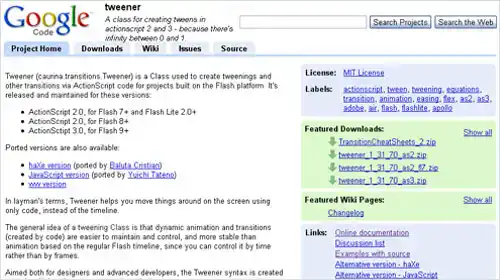 Google
Code
tweener
A class for creating tweens in
actionscript 2 and 3 - because there's
infinity between 0 and 1.
Search Projects
Search the Web
Project Home Downloads Wiki Issues Source
Tweener (caurina.transitions.Tweener) is a Class used to create tweenings and
other transitions via ActionScript code for projects built on the Flash platform. It's
released and maintained for these versions:
ActionScript 2.0, for Flash 7+ and Flash Lite 2.0+
ActionScipt 2.0, for Flash 8+
ActionScript 3.0, for Flash 9+
Ported versions are also available:
haXe version (ported by Baluta Cristian)
JavaScript version (ported by Yuichi Tateno)
vvvv version
In layman's terms, Tweener helps you move things around on the screen using
only code, instead of the timeline.
The general idea of a tweening Class is that dynamic animation and transitions
(created by code) are easier to maintain and control, and more stable than
animation based on the regular Flash timeline, since you can control it by time
rather than by frames.
Aimed both for designers and advanced developers, the Tweener syntax is created
License: MIT License
Labels: actionscript, tween, tweening, equations,
transition, animation, easing, flex, as2, as3,
adobe, air, flash, flashlite, apollo
Featured Downloads: Show all
TransitionCheatSheets_2.zip
tweener_1_31_70_as2.zip
tweener_1_31_70_as2_fl7.zip
tweener_1_31_70_as3.zip
Featured Wiki Pages: Show all
Changelog
Links: Online documentation
Discussion list
Examples with source
Alternative version - haXe
Alternative version - JavaScript